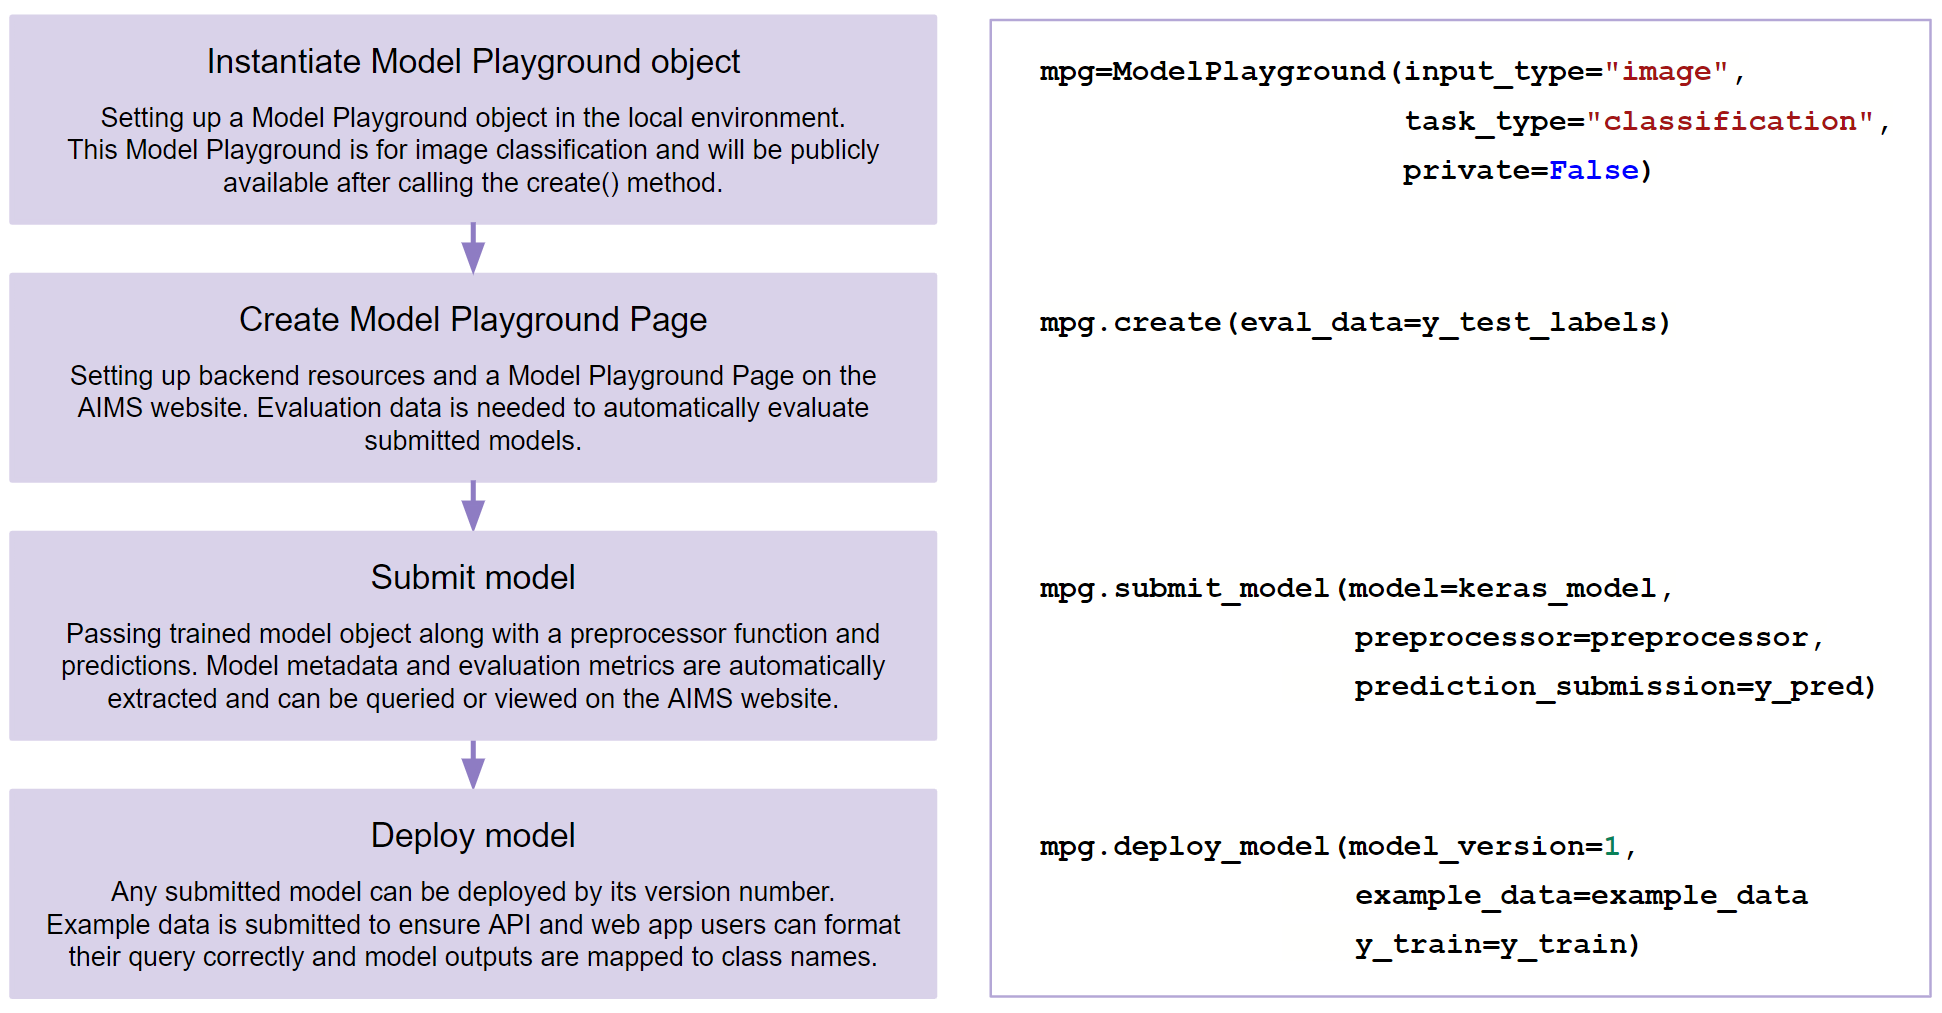 Instantiate Model Playground object
Setting up a Model Playground object in the local environment.
This Model Playground is for image classification and will be publicly
available after calling the create() method.
Create Model Playground Page
Setting up backend resources and a Model Playground Page on the
AIMS website. Evaluation data is needed to automatically evaluate
submitted models.
Submit model
Passing trained model object along with a preprocessor function and
predictions. Model metadata and evaluation metrics are automatically
extracted and can be queried or viewed on the AIMS website.
Deploy model
Any submitted model can be deployed by its version number.
Example data is submitted to ensure API and web app users can format
their query correctly and model outputs are mapped to class names.
mpg=ModelPlayground(input_type="image",
task_type="classification",
private=False)
mpg.create(eval_data=y_test_labels)
mpg.submit_model(model=keras_model,
preprocessor=preprocessor,
prediction_submission=y_pred)
mpg.deploy_model(model_version=1,
example_data=example_data
y_train=y_train)